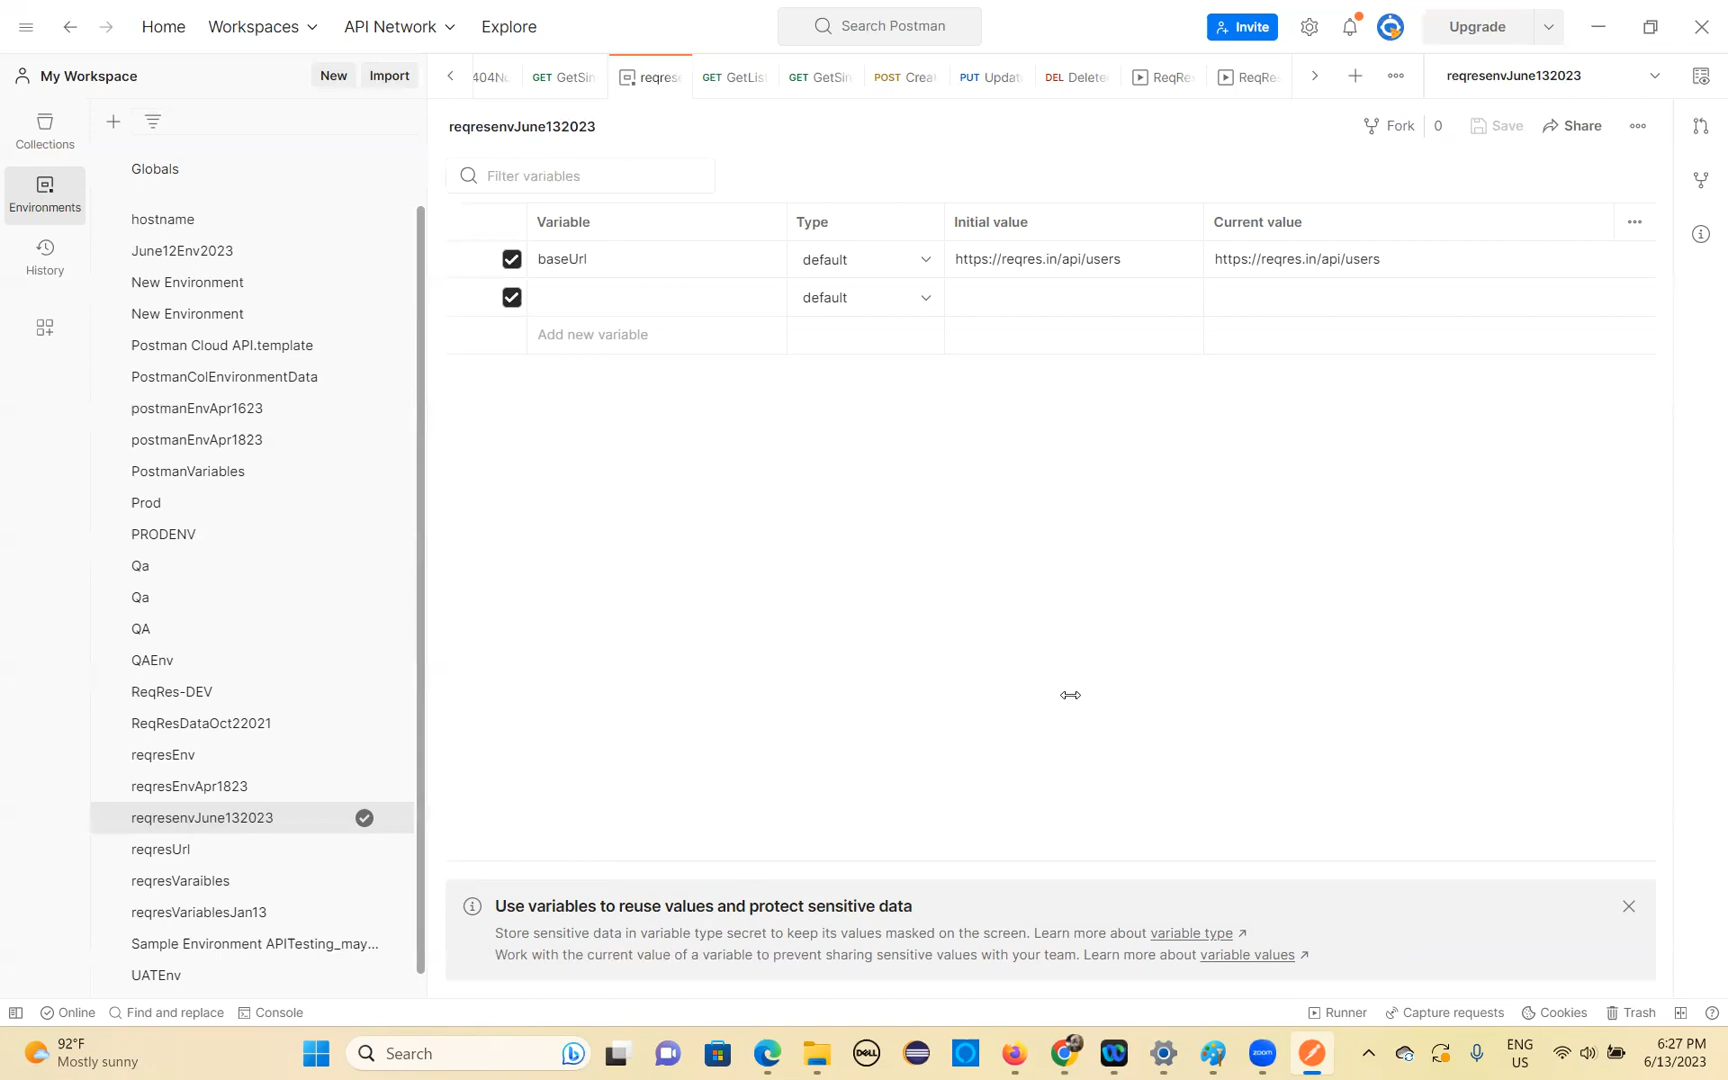 Home Workspaces API Network Explore Search Postman Invite Upgrade
My Workspace New Import GetSin reqres GET GetLis GET GetSin POST Crea PUT Updat DEL Delete ReqRe ReqRe reqresenvJune132023
Collections
Environments
History
Globals
hostname
June12Env2023
New Environment
New Environment
Postman Cloud API.template
PostmanColEnvironmentData
postmanEnvApr1623
postmanEnvApr1823
PostmanVariables
Prod
PRODENV
Qa
Qa
QA
QAEnv
ReqRes-DEV
ReqResDataOct22021
reqresEnv
reqresEnvApr1823
reqresenvJune132023
reqresUrl
reqresVaraibles
reqresVariablesJan13
Sample Environment APITesting_may...
UATEnv
reqresenvJune132023 Fork 0 Save Share
Filter variables
Variable Type Initial value Current value
baseUrl default https://reqres.in/api/users https://reqres.in/api/users
default
Add new variable
Use variables to reuse values and protect sensitive data
Store sensitive data in variable type secret to keep its values masked on the screen. Learn more about variable type
Work with the current value of a variable to prevent sharing sensitive values with your team. Learn more about variable values
Online Find and replace Console Runner Capture requests Cookies Trash
92°F
Mostly sunny
Search
DELL
zoom
ENG
US
6:27 PM
6/13/2023